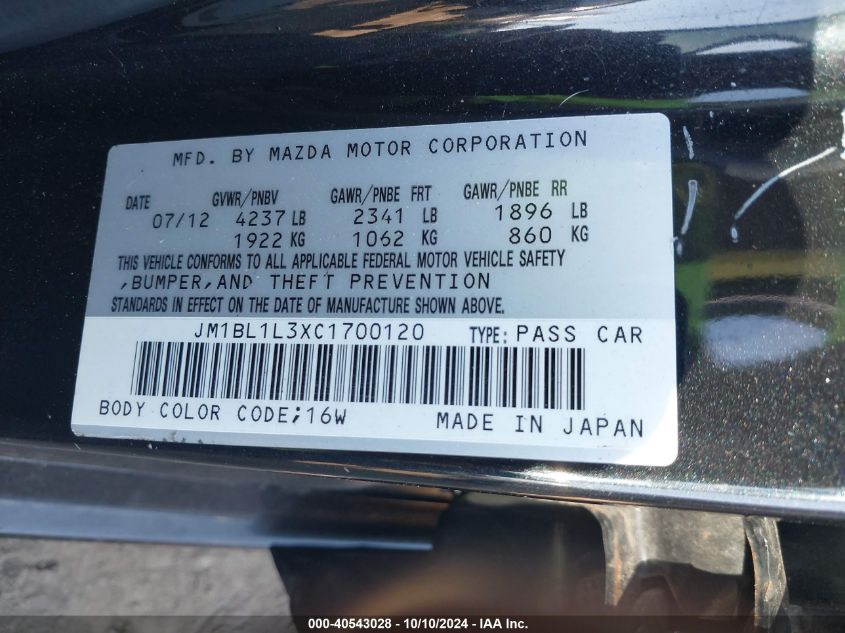 MFD. BY MAZDA MOTOR CORPORATION
DATE GVWR/PNBV GAWR/PNBE FRT GAWR/PNBE RR
07/12 4237 LB 2341 LB 1896 LB
1922 KG 1062 KG 860 KG
THIS VEHICLE CONFORMS TO ALL APPLICABLE FEDERAL MOTOR VEHICLE SAFETY
,BUMPER,AND THEFT PREVENTION
STANDARDS IN EFFECT ON THE DATE OF MANUFACTURE SHOWN ABOVE.
JM1BL1L3XC1700120 TYPE: PASS CAR
BODY COLOR CODE;16W MADE IN JAPAN
000-40543028 - 10/10/2024 - IAA Inc.